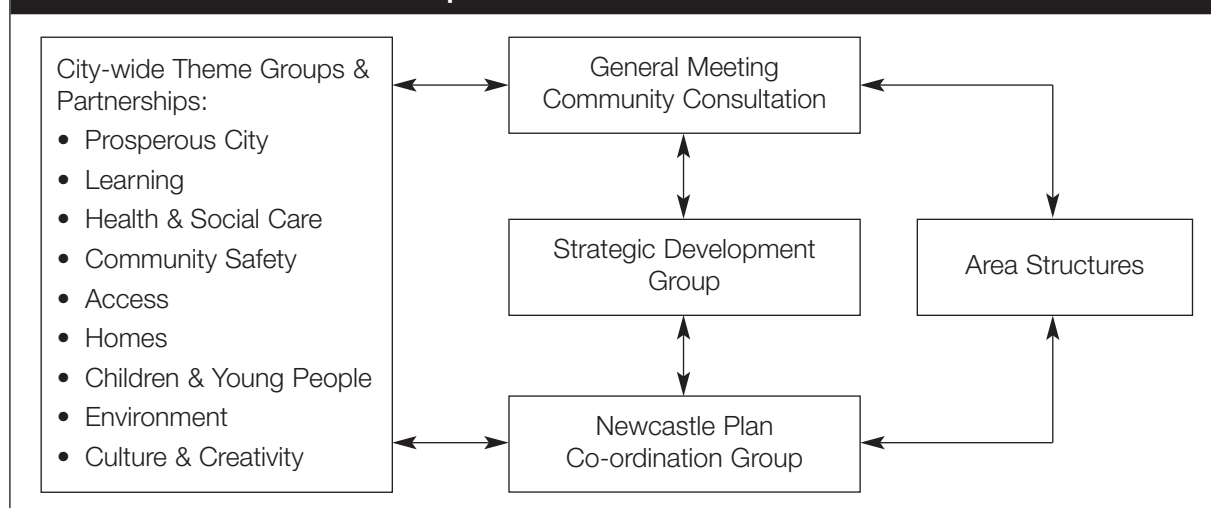 City-wide Theme Groups &
Partnerships:
• Prosperous City
• Learning
• Health & Social Care
• Community Safety
• Access
• Homes
• Children & Young People
• Environment
• Culture & Creativity
General Meeting
Community Consultation
Strategic Development
Group
Newcastle Plan
Co-ordination Group
Area Structures